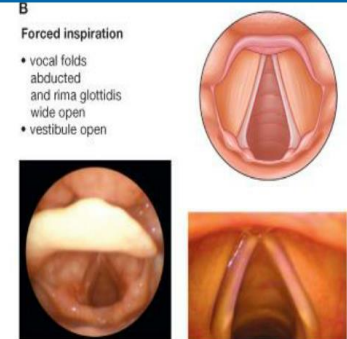 B
Forced inspiration
• vocal folds
abducted
and rima glottidis
wide open
• vestibule open